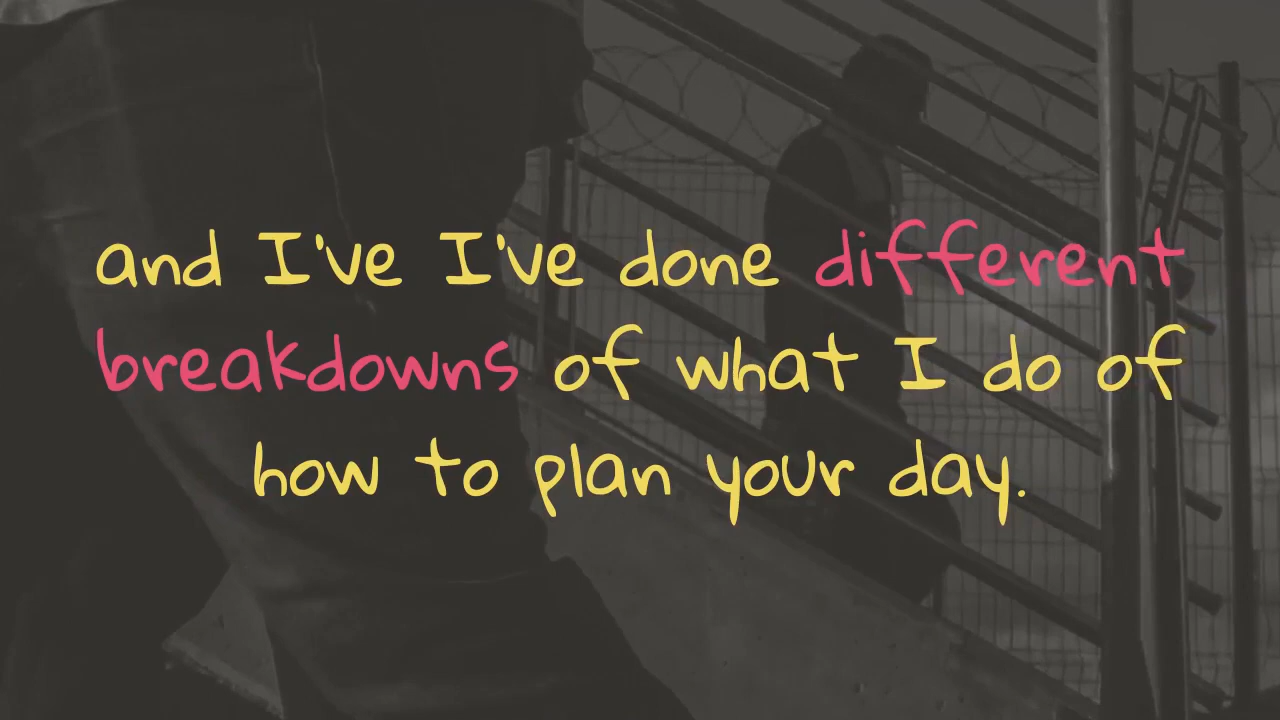 and I've I've done different
breakdowns of what I do of
how to plan your day.